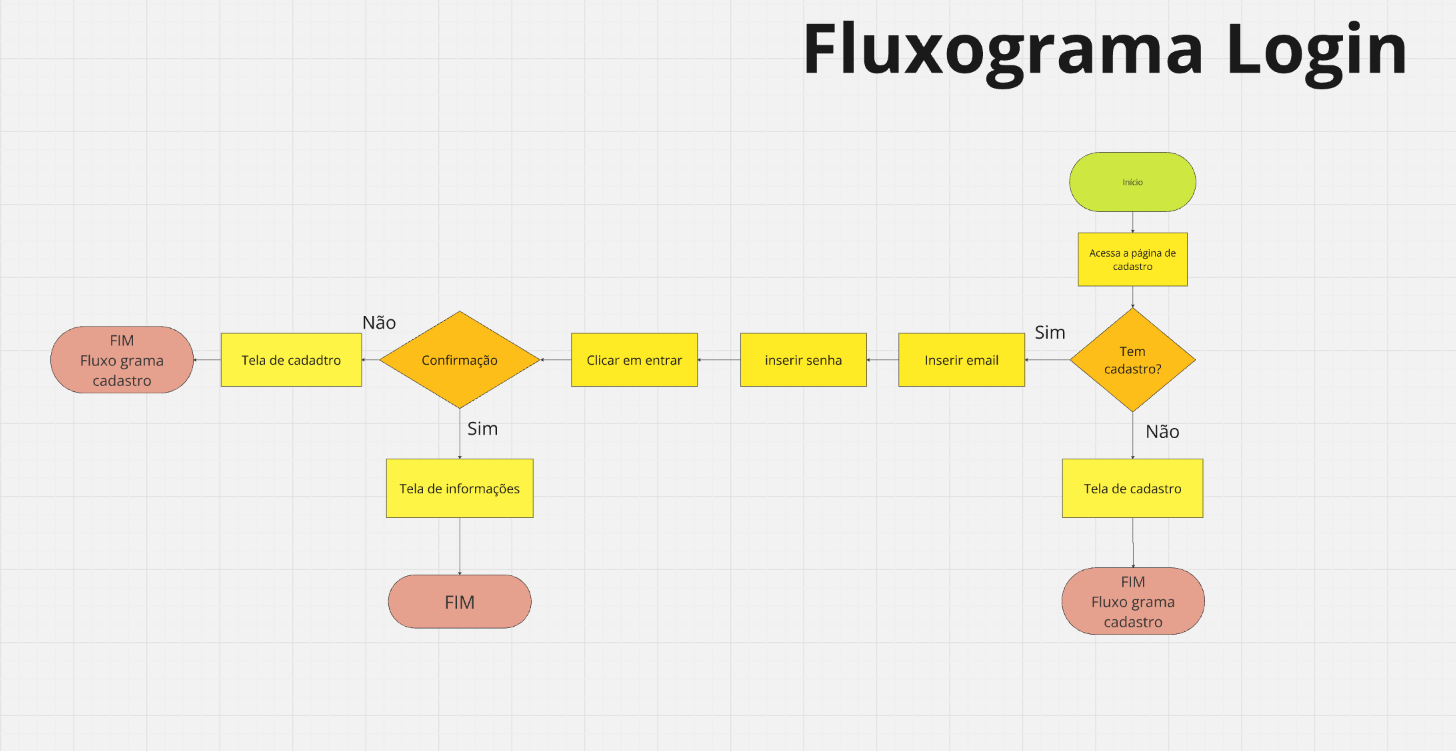 Fluxograma Login
Início
Acessa a página de
cadastro
Tem
cadastro?
Sim
Inserir email
inserir senha
Clicar em entrar
Confirmação
Não
Tela de cadadtro
FIM
Fluxo grama
cadastro
Sim
Tela de informações
FIM
Não
Tela de cadastro
FIM
Fluxo grama
cadastro